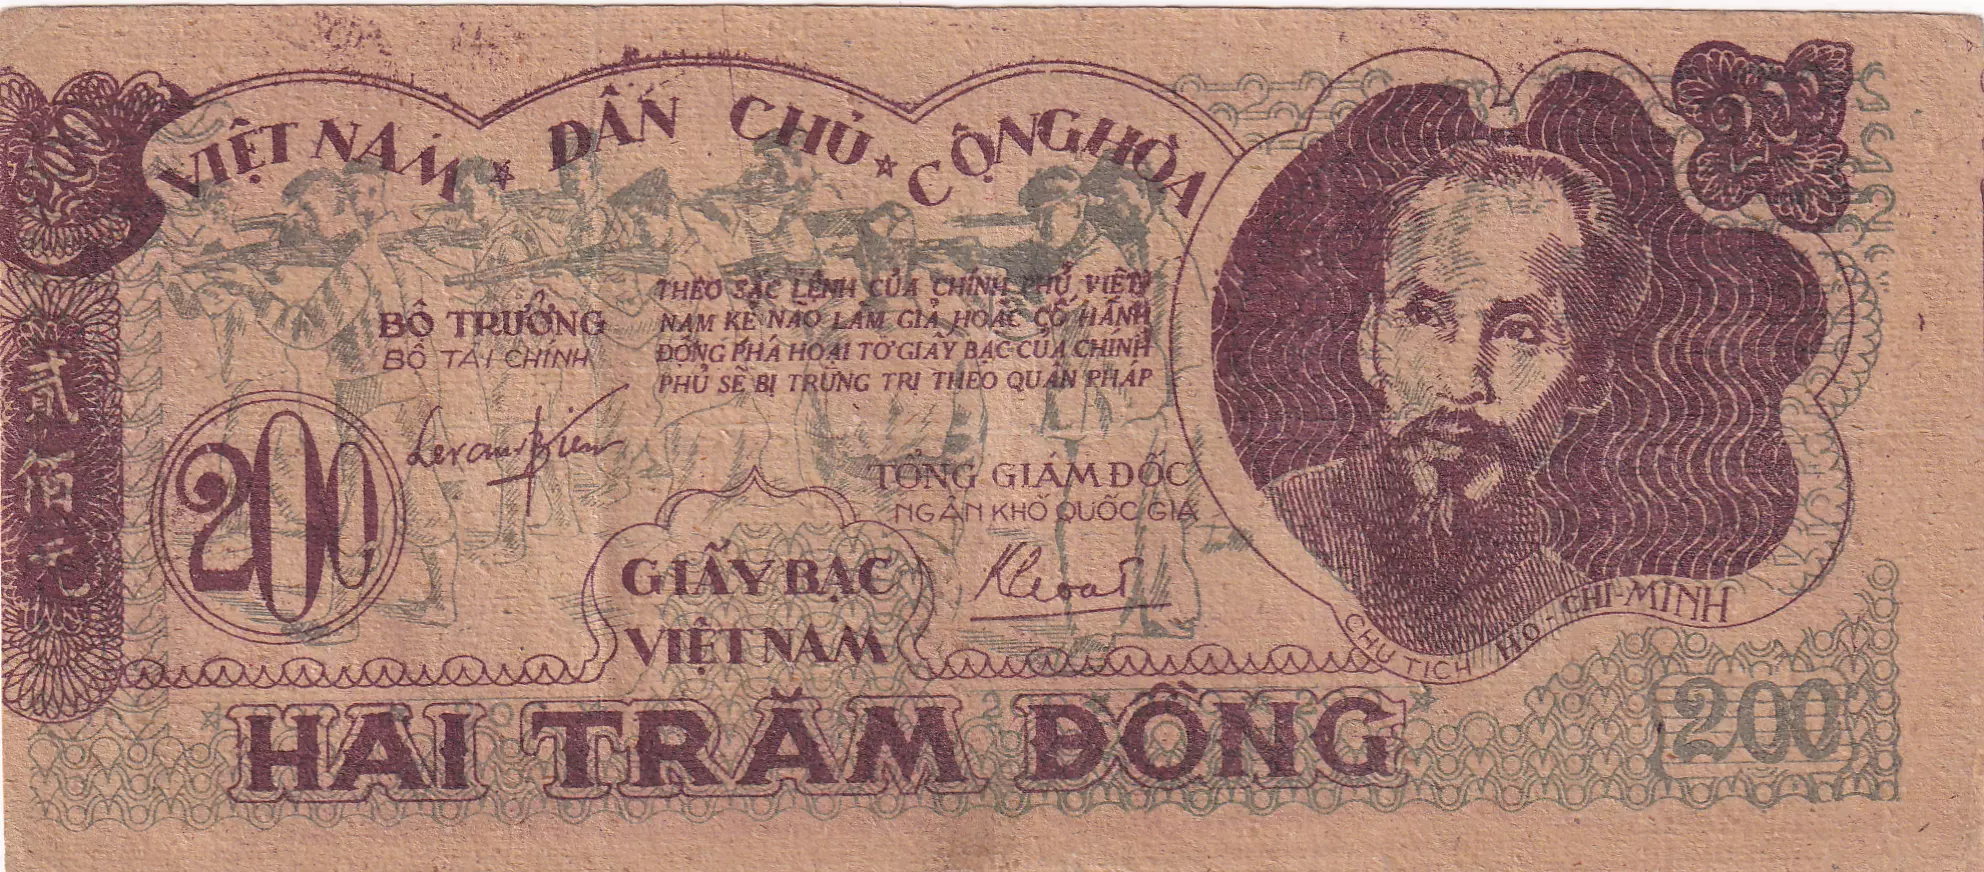 VIỆT NAM ★ DÂN CHỦ ★ CỘNG HÒA
200
200
貳
佰
元
BỘ TRƯỞNG
BỘ TÀI CHÍNH
THEO SẮC LỆNH CỦA CHÍNH PHỦ VIỆT
NAM KẺ NÀO LÀM GIẢ HOẶC CÓ HÀNH
ĐỘNG PHÁ HOẠI TỜ GIẤY BẠC CỦA CHÍNH
PHỦ SẼ BỊ TRỪNG TRỊ THEO QUÂN PHÁP
200
TỔNG GIÁM ĐỐC
NGÂN KHỐ QUỐC GIA
GIẤY BẠC
VIỆT NAM
CHỦ TỊCH HỒ-CHÍ-MINH
HAI TRĂM ĐỒNG
200